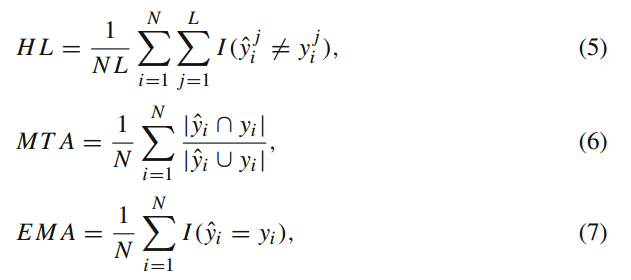 HL = \frac{1}{NL} \sum_{i=1}^{N} \sum_{j=1}^{L} I(\hat{y}_i^j \neq y_i^j), (5)
MTA = \frac{1}{N} \sum_{i=1}^{N} \frac{|\hat{y}_i \cap y_i|}{|\hat{y}_i \cup y_i|}, (6)
EMA = \frac{1}{N} \sum_{i=1}^{N} I(\hat{y}_i = y_i), (7)